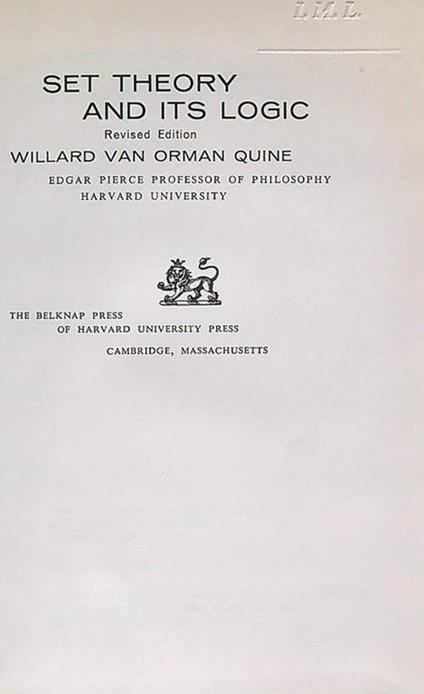 I. M. L.
SET THEORY
AND ITS LOGIC
Revised Edition
WILLARD VAN ORMAN QUINE
EDGAR PIERCE PROFESSOR OF PHILOSOPHY
HARVARD UNIVERSITY
THE BELKNAP PRESS
OF HARVARD UNIVERSITY PRESS
CAMBRIDGE, MASSACHUSETTS